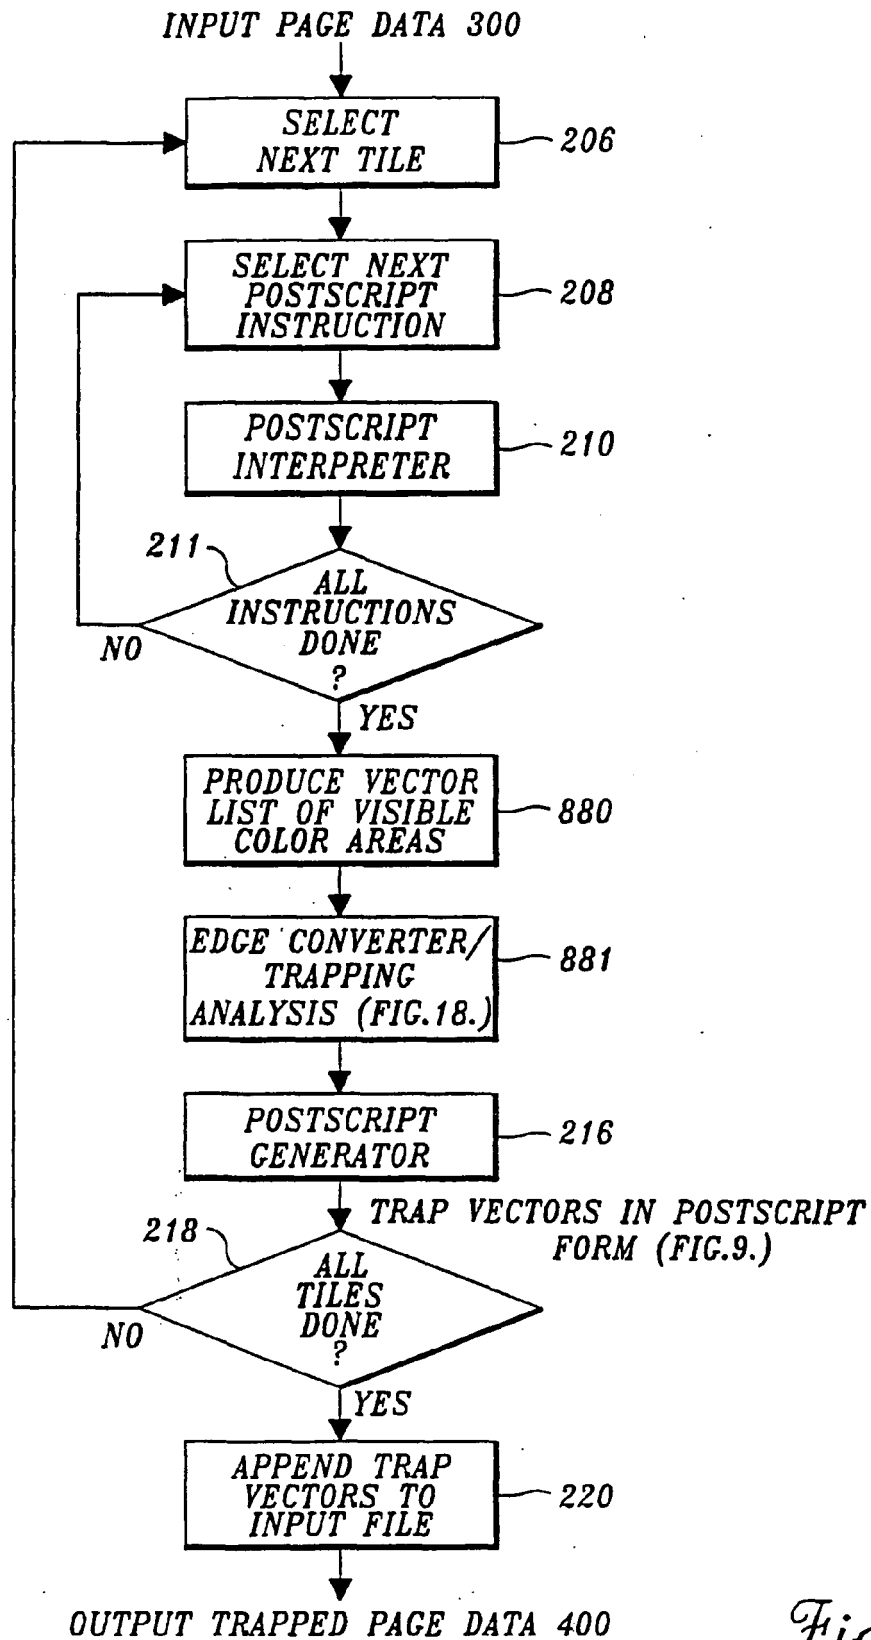 INPUT PAGE DATA 300
SELECT
NEXT TILE
206
SELECT NEXT
POSTSCRIPT
INSTRUCTION
208
POSTSCRIPT
INTERPRETER
210
211
ALL
INSTRUCTIONS
DONE
?
NO
YES
PRODUCE VECTOR
LIST OF VISIBLE
COLOR AREAS
880
EDGE CONVERTER/
TRAPPING
ANALYSIS (FIG.18.)
881
POSTSCRIPT
GENERATOR
216
TRAP VECTORS IN POSTSCRIPT
FORM (FIG.9.)
218
ALL
TILES
DONE
?
NO
YES
APPEND TRAP
VECTORS TO
INPUT FILE
220
OUTPUT TRAPPED PAGE DATA 400